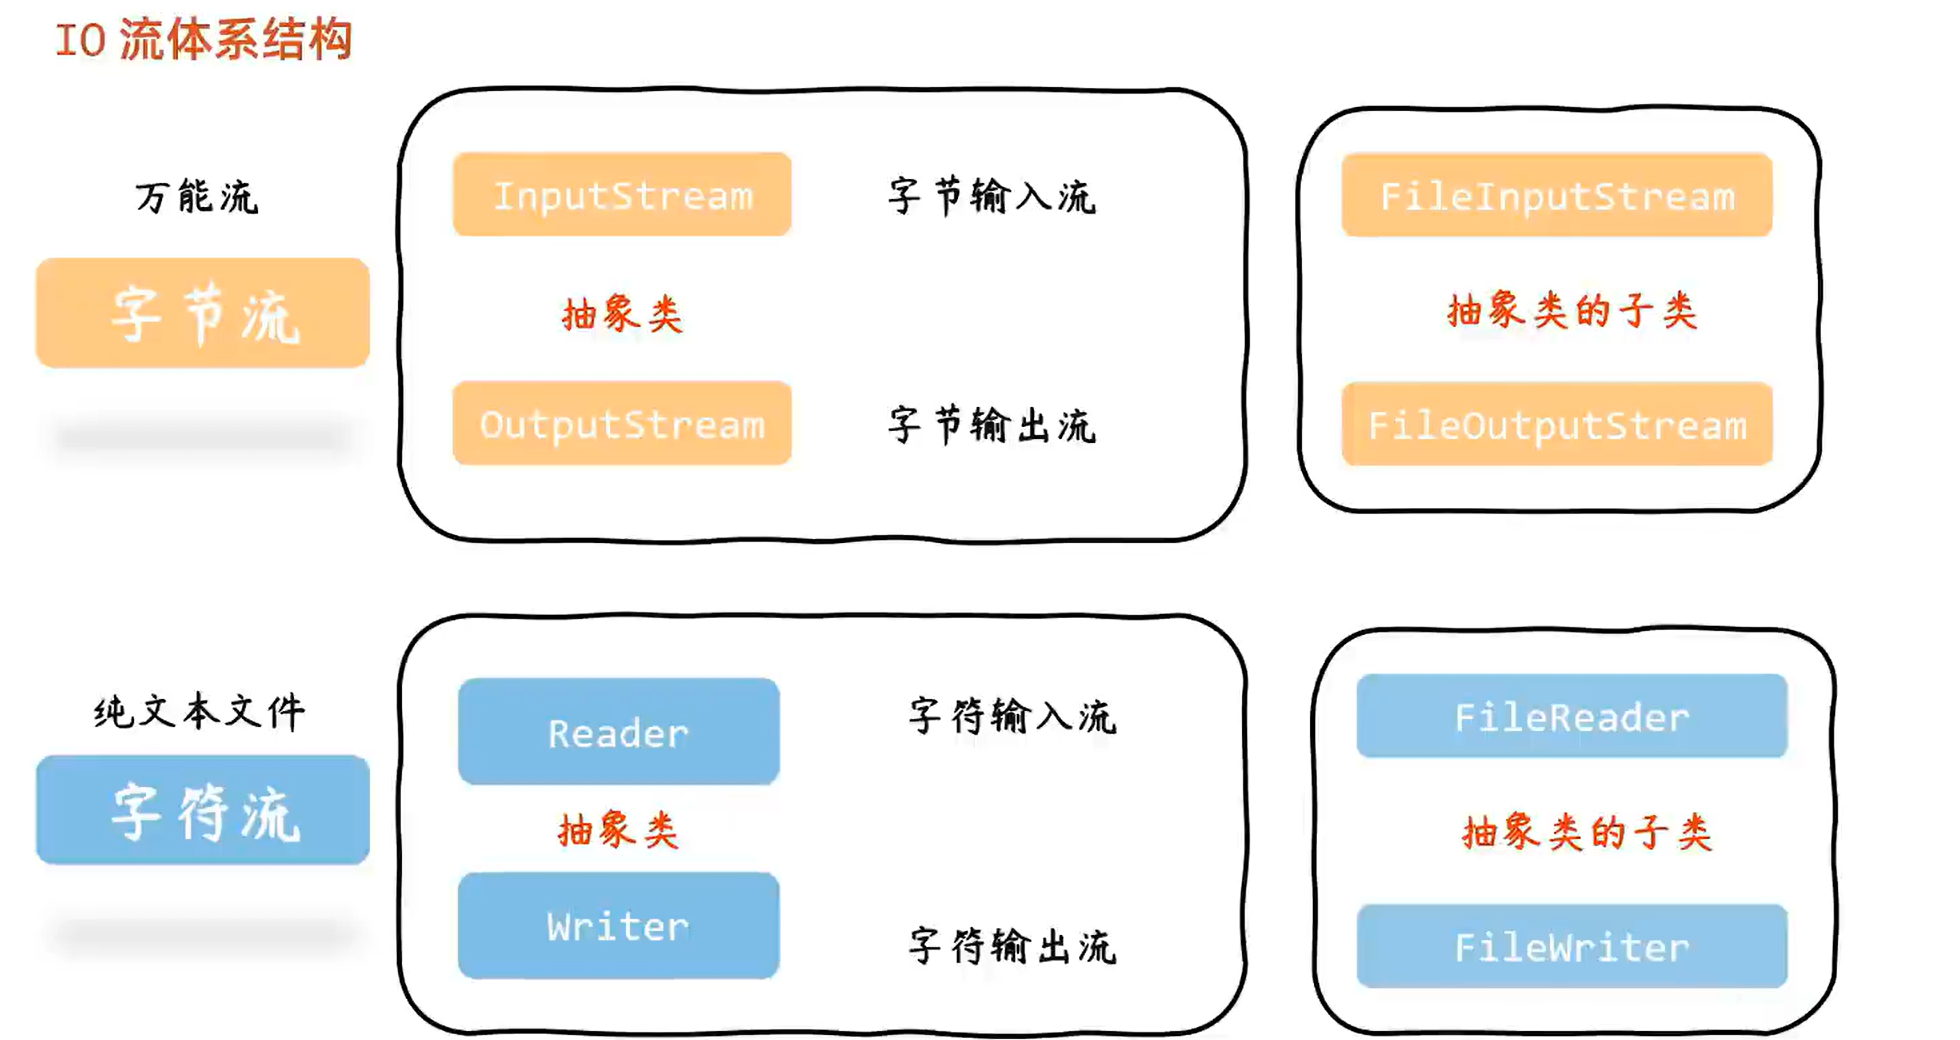 IO 流体系结构
万能流
字节流
InputStream
字节输入流
抽象类
OutputStream
字节输出流
FileInputStream
抽象类的子类
FileOutputStream
纯文本文件
字符流
Reader
字符输入流
抽象类
Writer
字符输出流
FileReader
抽象类的子类
FileWriter